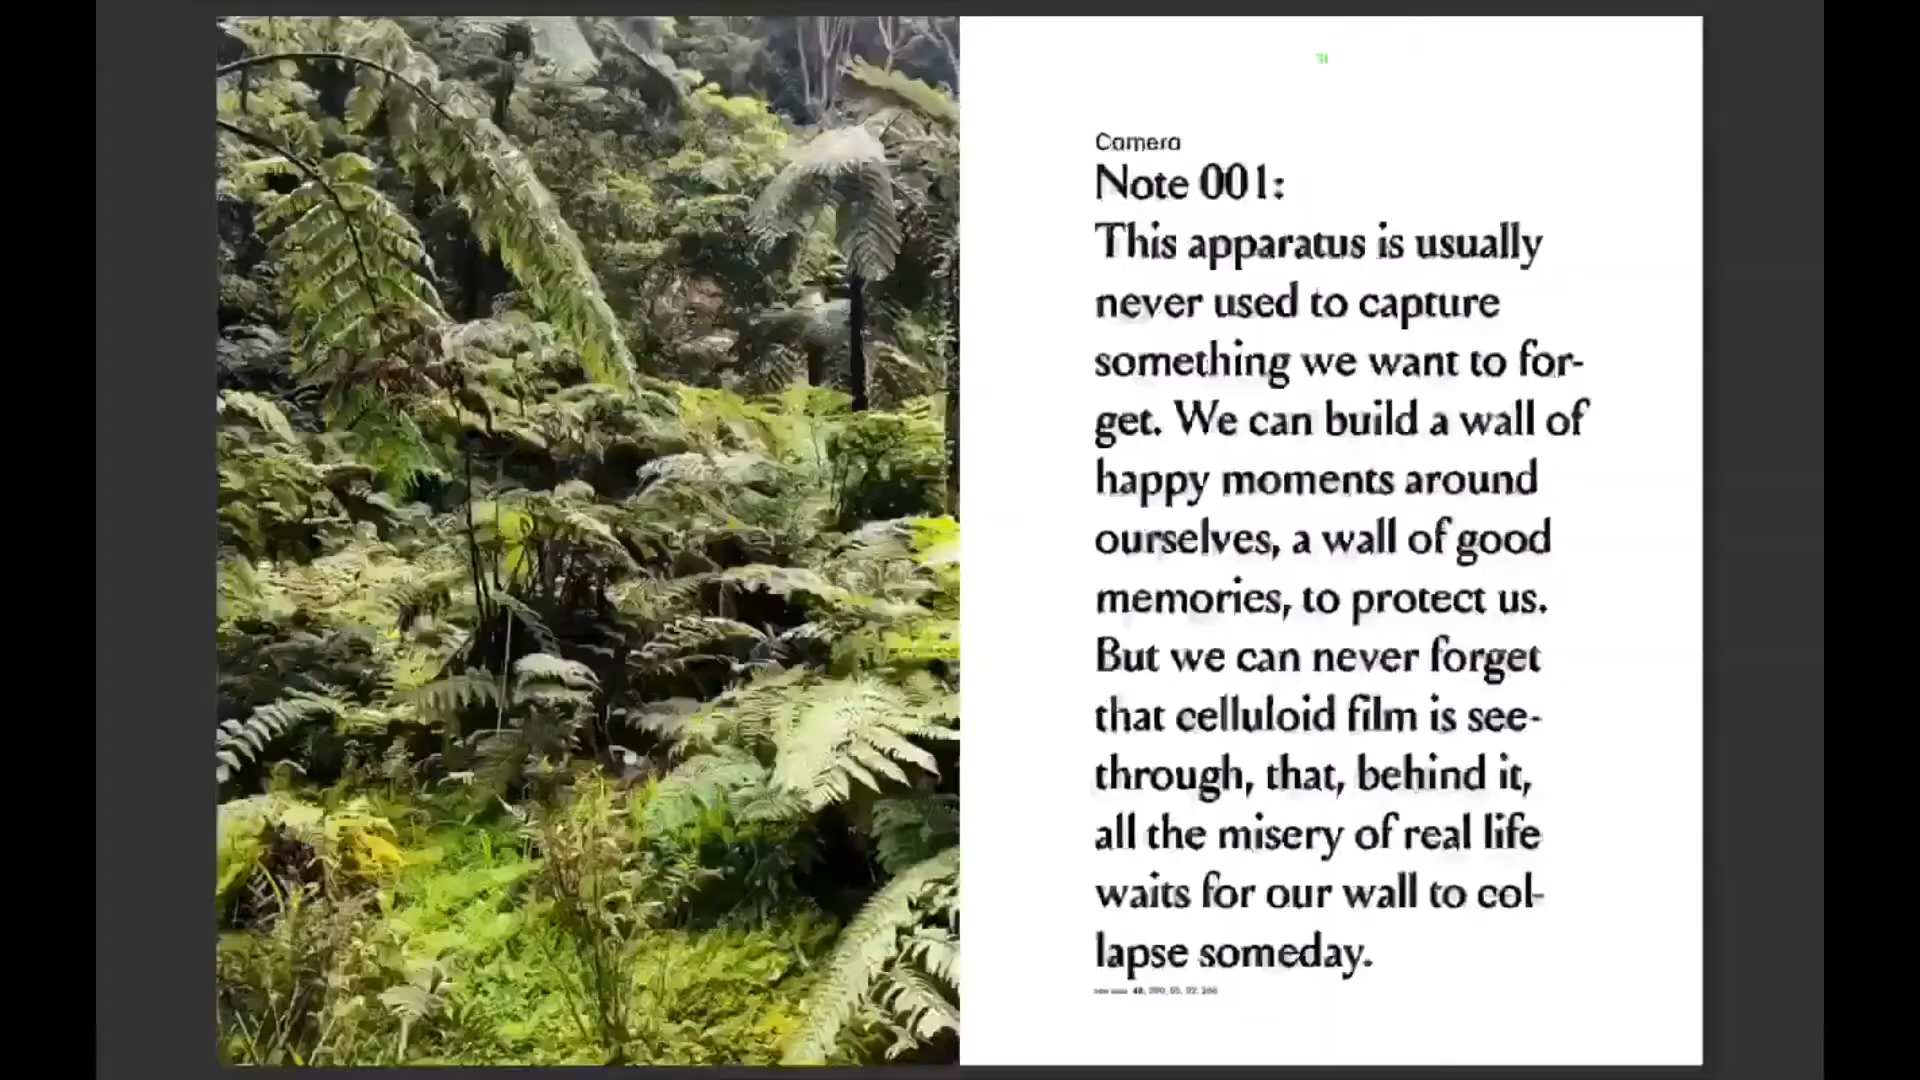 Camera
Note 001:
This apparatus is usually
never used to capture
something we want to for-
get. We can build a wall of
happy moments around
ourselves, a wall of good
memories, to protect us.
But we can never forget
that celluloid film is see-
through, that, behind it,
all the misery of real life
waits for our wall to col-
lapse someday.